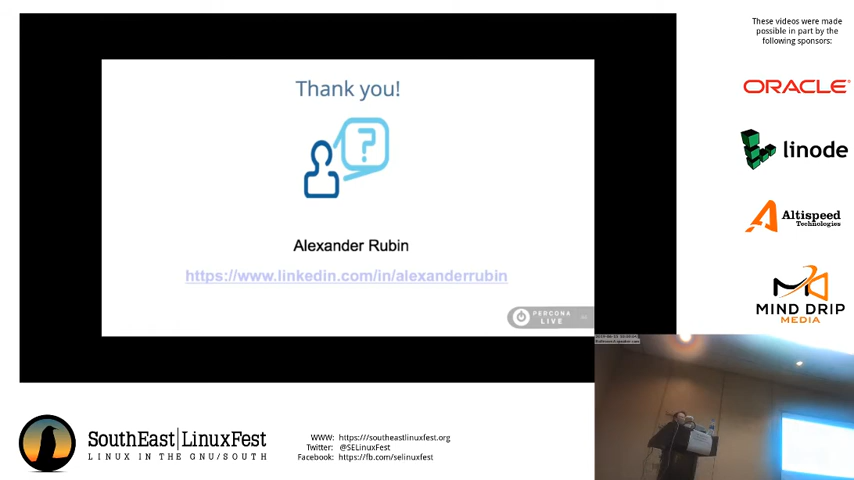 These videos were made
possible in part by the
following sponsors:
ORACLE
linode
Altispeed
Technologies
MIND DRIP
MEDIA
Thank you!
?
Alexander Rubin
https://www.linkedin.com/in/alexanderrubin
PERCONA
LIVE
SouthEast|LinuxFest
LINUX IN THE GNU/SOUTH
WWW: https:///southeastlinuxfest.org
Twitter: @SELinuxFest
Facebook: https://fb.com/selinuxfest